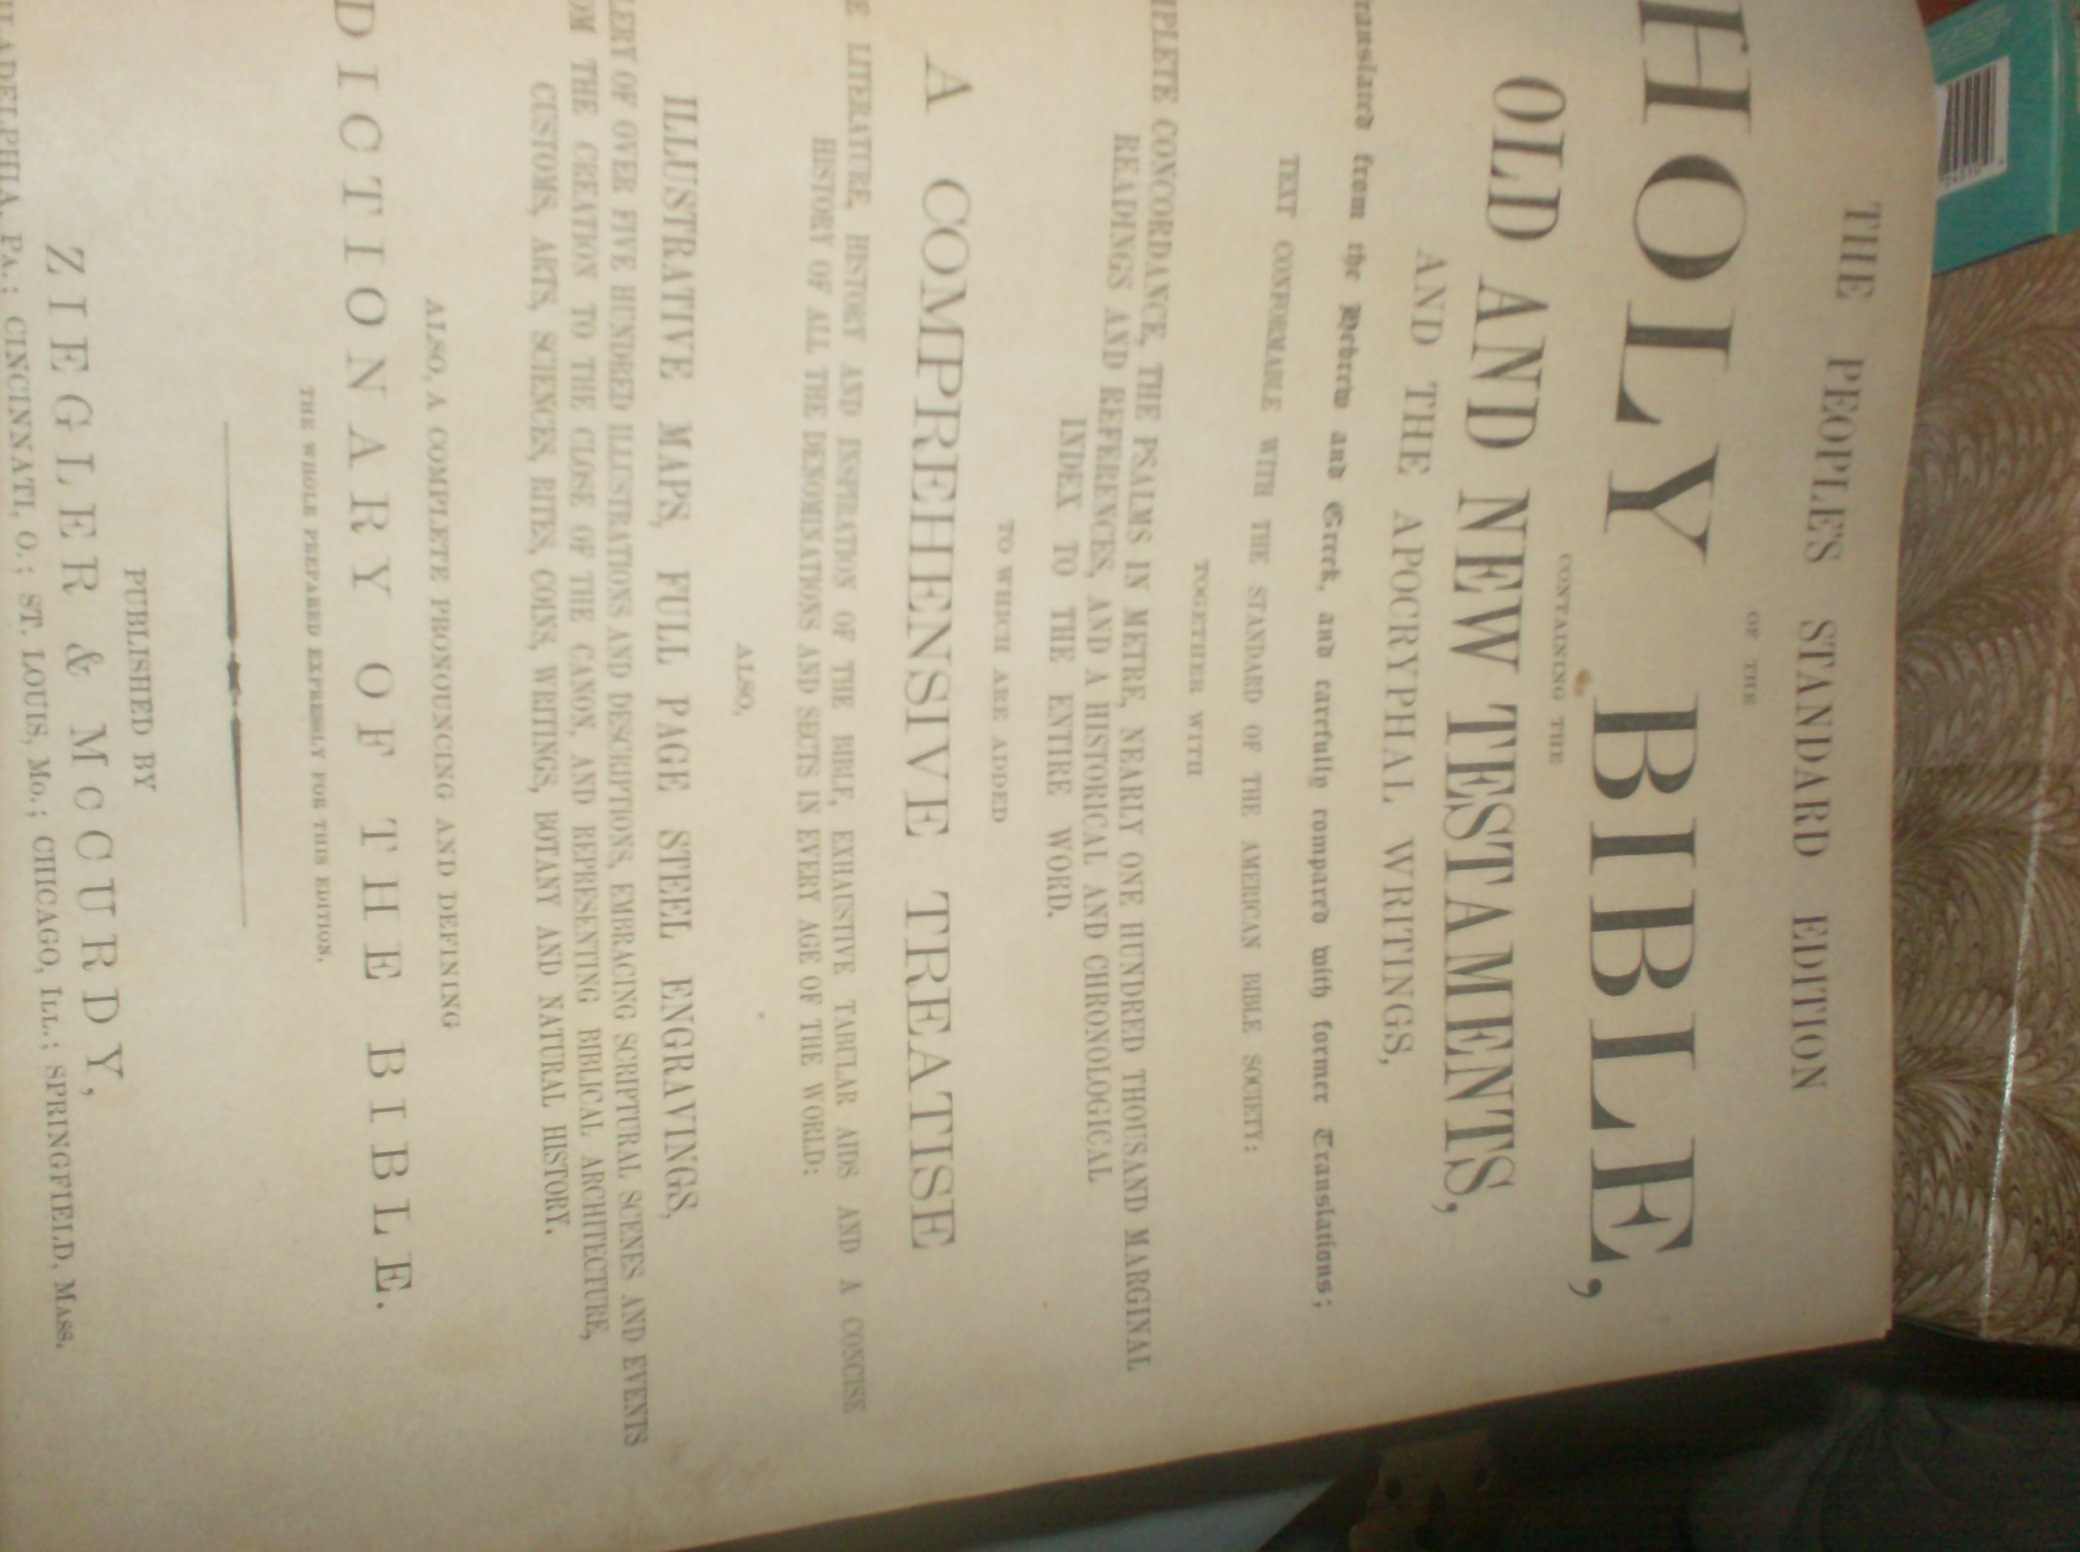 THE PEOPLE'S STANDARD EDITION
OF THE
HOLY BIBLE,
CONTAINING THE
OLD AND NEW TESTAMENTS,
AND THE APOCRYPHAL WRITINGS,
ranslated from the Hebrew and Greek, and carefully compared with former Translations;
TEXT CONFORMABLE WITH THE STANDARD OF THE AMERICAN BIBLE SOCIETY:
TOGETHER WITH
MPLETE CONCORDANCE, THE PSALMS IN METRE, NEARLY ONE HUNDRED THOUSAND MARGINAL
READINGS AND REFERENCES, AND A HISTORICAL AND CHRONOLOGICAL
INDEX TO THE ENTIRE WORD.
TO WHICH ARE ADDED
A COMPREHENSIVE TREATISE
E LITERATURE, HISTORY AND INSPIRATION OF THE BIBLE, EXHAUSTIVE TABULAR AIDS AND A CONCISE
HISTORY OF ALL THE DENOMINATIONS AND SECTS IN EVERY AGE OF THE WORLD:
ALSO,
ILLUSTRATIVE MAPS, FULL PAGE STEEL ENGRAVINGS,
LERY OF OVER FIVE HUNDRED ILLUSTRATIONS AND DESCRIPTIONS, EMBRACING SCRIPTURAL SCENES AND EVENTS
OM THE CREATION TO THE CLOSE OF THE CANON, AND REPRESENTING BIBLICAL ARCHITECTURE,
CUSTOMS, ARTS, SCIENCES, RITES, COINS, WRITINGS, BOTANY AND NATURAL HISTORY.
ALSO, A COMPLETE PRONOUNCING AND DEFINING
DICTIONARY OF THE BIBLE.
THE WHOLE PREPARED EXPRESSLY FOR THIS EDITION.
PUBLISHED BY
ZIEGLER & McCURDY,
ILADELPHIA, PA.; CINCINNATI, O.; ST. LOUIS, MO.; CHICAGO, ILL.; SPRINGFIELD, MASS.